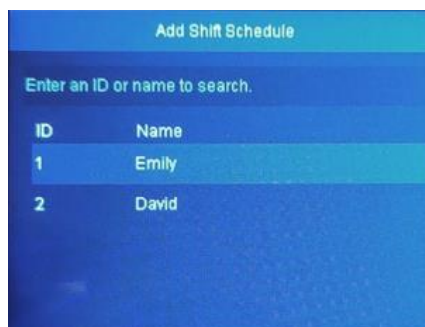 Add Shift Schedule
Enter an ID or name to search.
ID Name
1 Emily
2 David